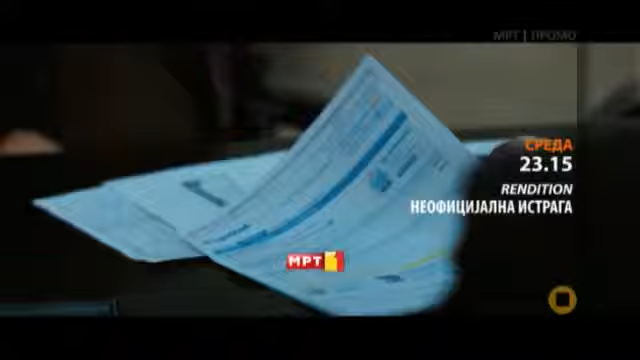 МРТ | ПРОМО
СРЕДА
23.15
RENDITION
НЕОФИЦИЈАЛНА ИСТРАГА
МРТ 1